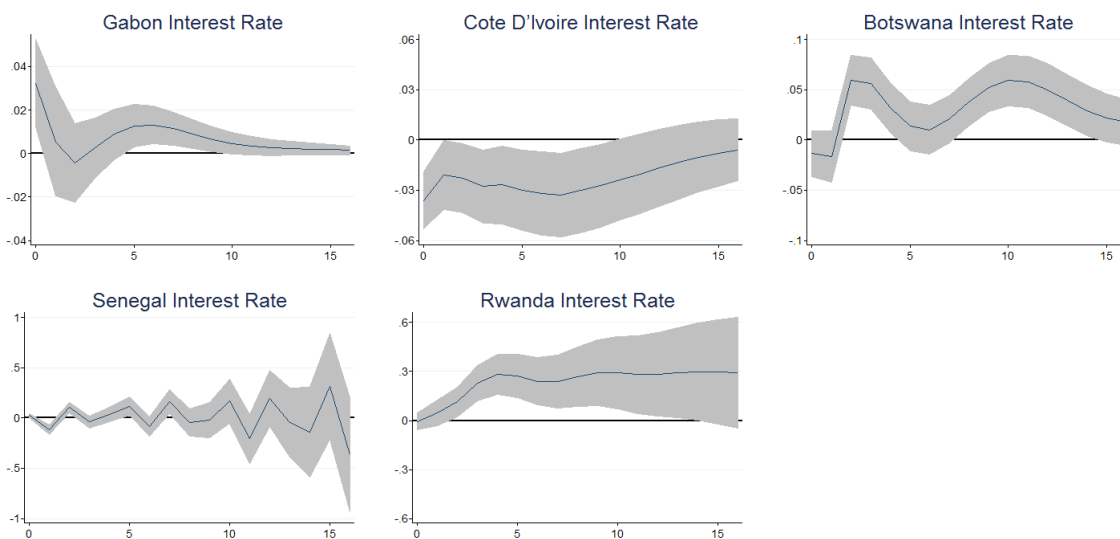 Gabon Interest Rate
.04
.02
0
-.02
-.04
0 5 10 15
Cote D’Ivoire Interest Rate
.06
.03
0
-.03
-.06
0 5 10 15
Botswana Interest Rate
.1
.05
0
-.05
-.1
0 5 10 15
Senegal Interest Rate
1
.5
0
-.5
-1
0 5 10 15
Rwanda Interest Rate
.6
.3
0
-.3
-.6
0 5 10 15